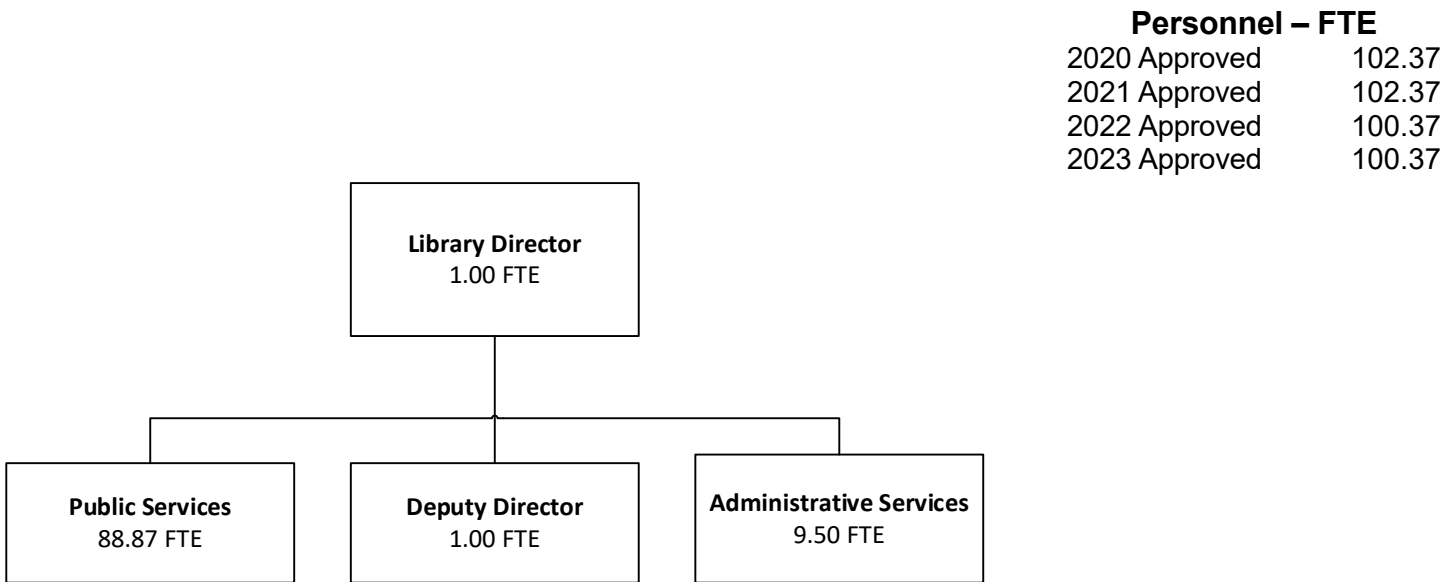 Personnel – FTE
2020 Approved 102.37
2021 Approved 102.37
2022 Approved 100.37
2023 Approved 100.37
Library Director
1.00 FTE
Public Services
88.87 FTE
Deputy Director
1.00 FTE
Administrative Services
9.50 FTE